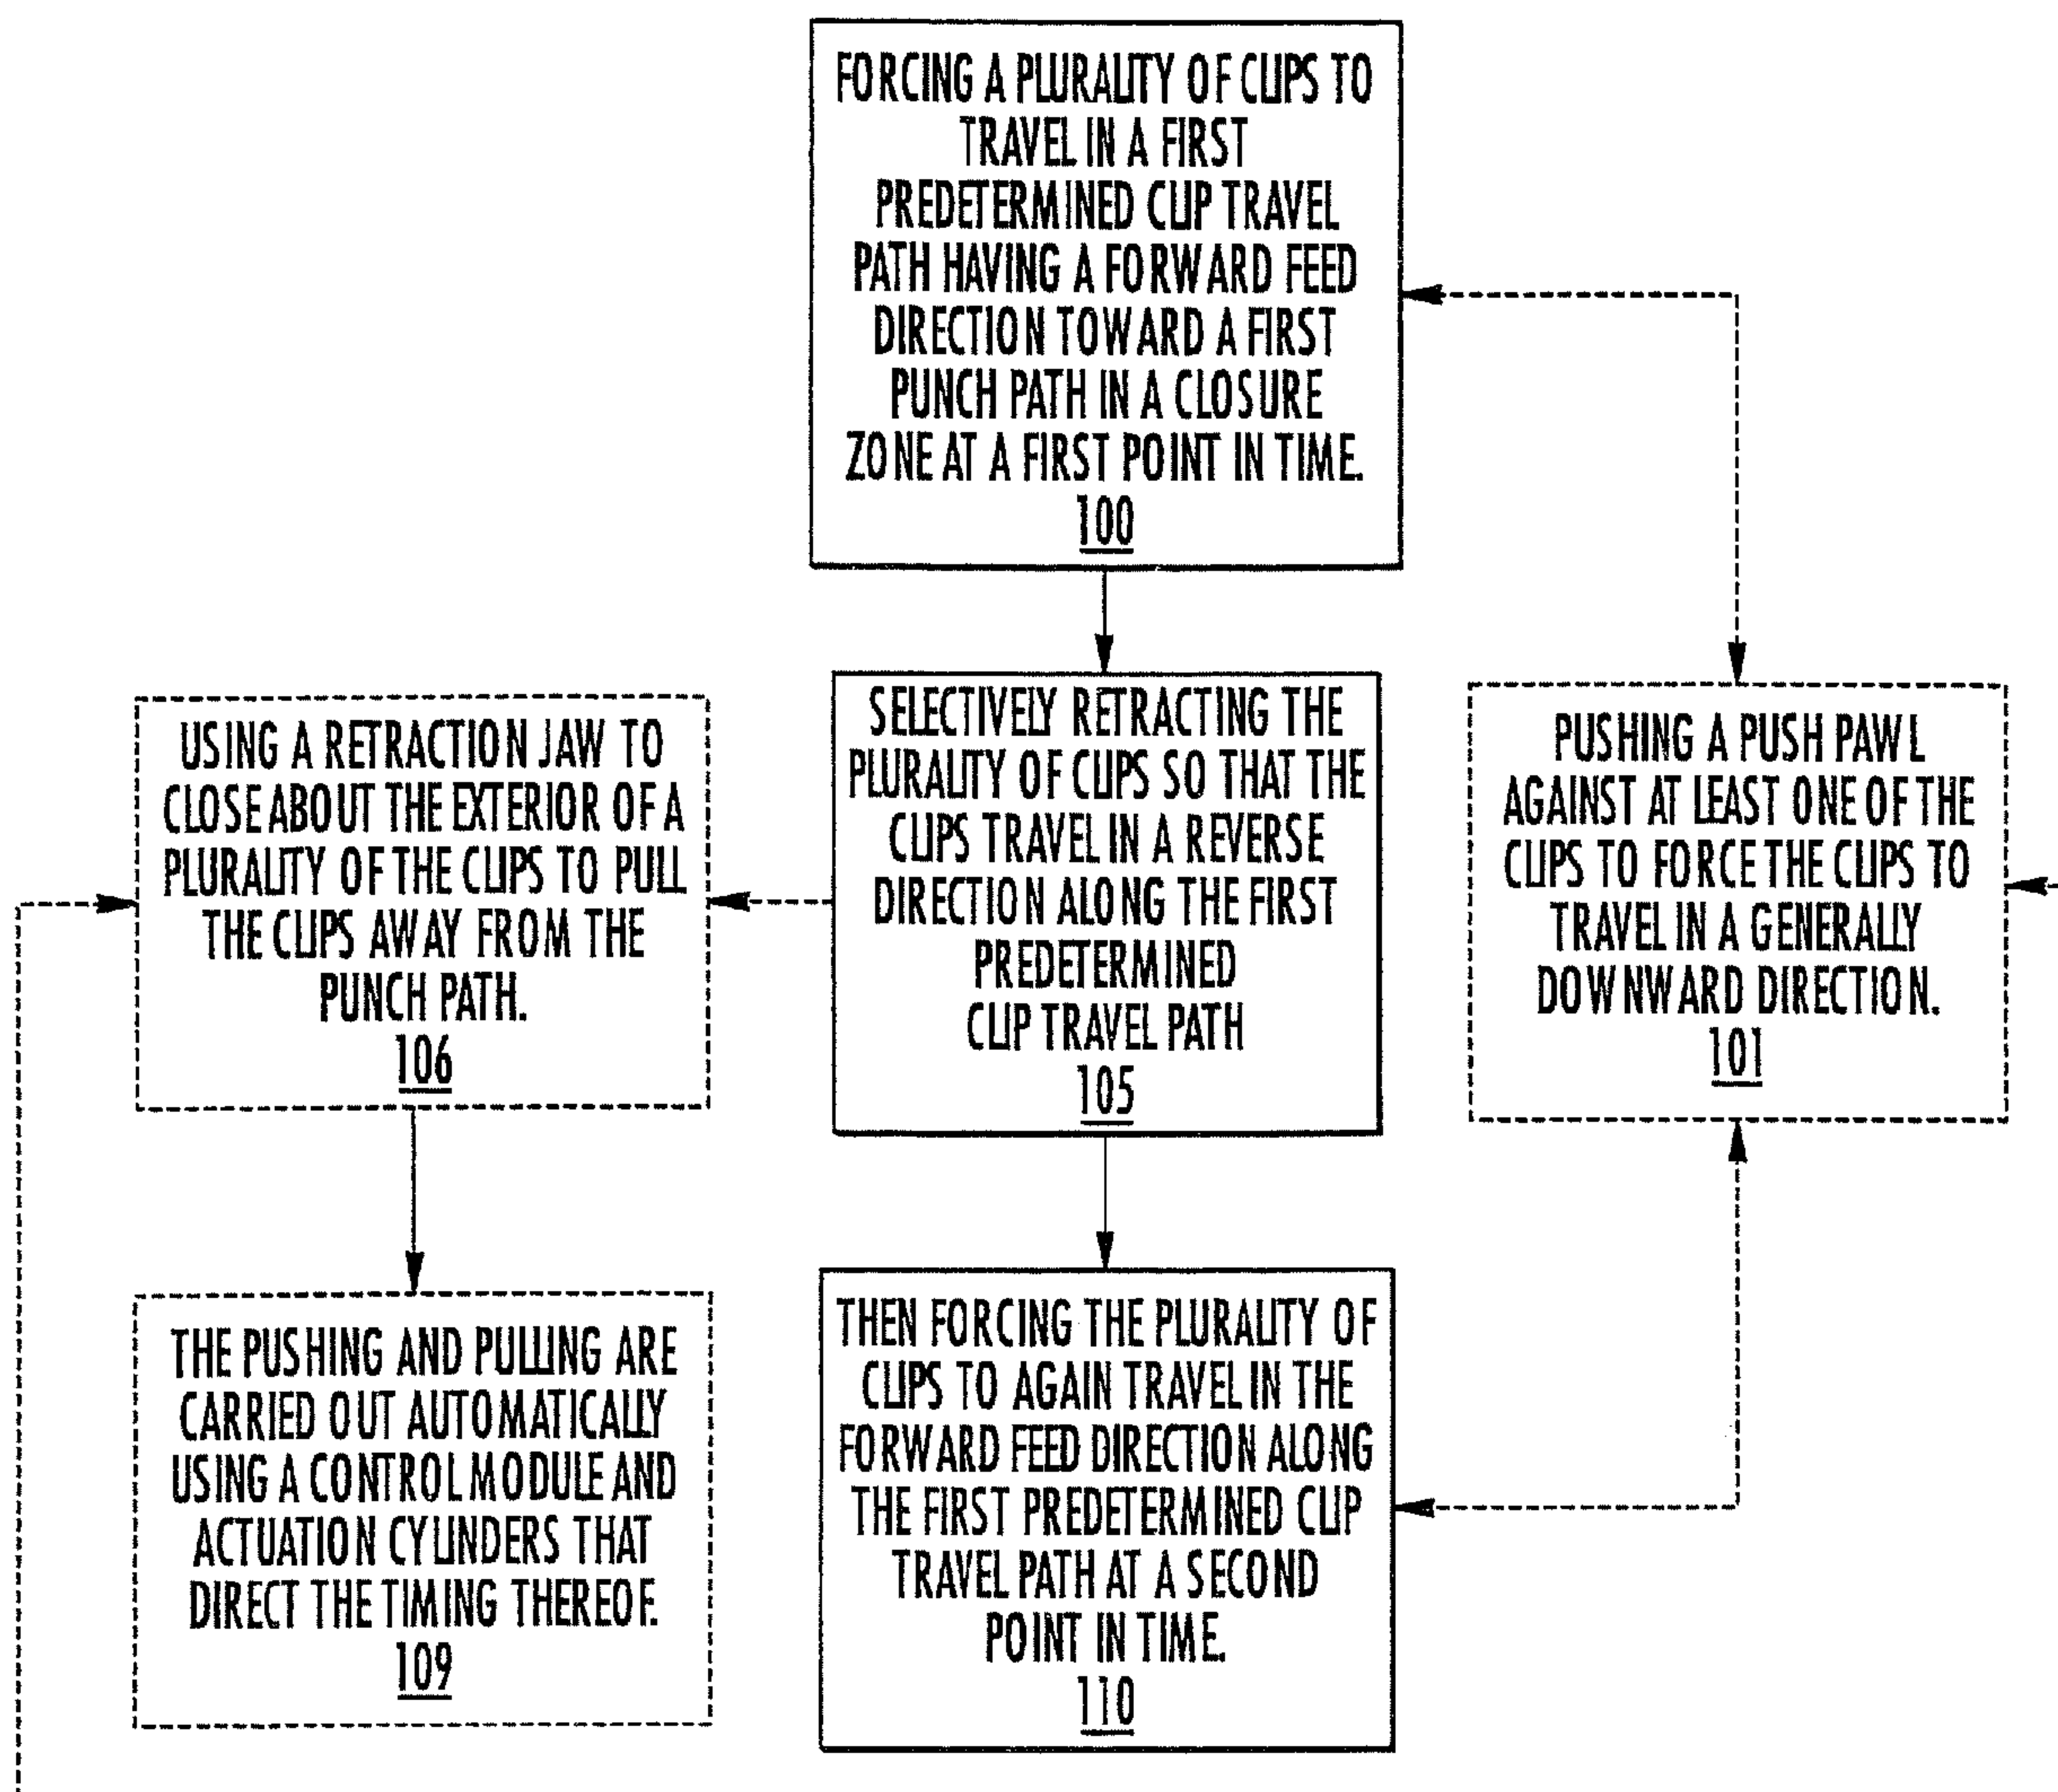 FORCING A PLURALITY OF CLIPS TO
TRAVEL IN A FIRST
PREDETERMINED CLIP TRAVEL
PATH HAVING A FORWARD FEED
DIRECTION TOWARD A FIRST
PUNCH PATH IN A CLOSURE
ZONE AT A FIRST POINT IN TIME.
100
USING A RETRACTION JAW TO
CLOSE ABOUT THE EXTERIOR OF A
PLURALITY OF THE CLIPS TO PULL
THE CLIPS AWAY FROM THE
PUNCH PATH.
106
SELECTIVELY RETRACTING THE
PLURALITY OF CLIPS SO THAT THE
CLIPS TRAVEL IN A REVERSE
DIRECTION ALONG THE FIRST
PREDETERMINED
CLIP TRAVEL PATH
105
PUSHING A PUSH PAWL
AGAINST AT LEAST ONE OF THE
CLIPS TO FORCE THE CLIPS TO
TRAVEL IN A GENERALLY
DOWNWARD DIRECTION.
101
THE PUSHING AND PULLING ARE
CARRIED OUT AUTOMATICALLY
USING A CONTROL MODULE AND
ACTUATION CYLINDERS THAT
DIRECT THE TIMING THEREOF.
109
THEN FORCING THE PLURALITY OF
CLIPS TO AGAIN TRAVEL IN THE
FORWARD FEED DIRECTION ALONG
THE FIRST PREDETERMINED CLIP
TRAVEL PATH AT A SECOND
POINT IN TIME.
110